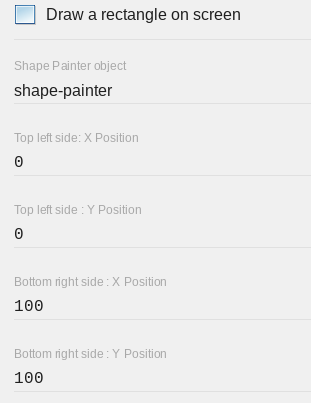 Draw a rectangle on screen
Shape Painter object
shape-painter
Top left side: X Position
0
Top left side : Y Position
0
Bottom right side : X Position
100
Bottom right side : Y Position
100